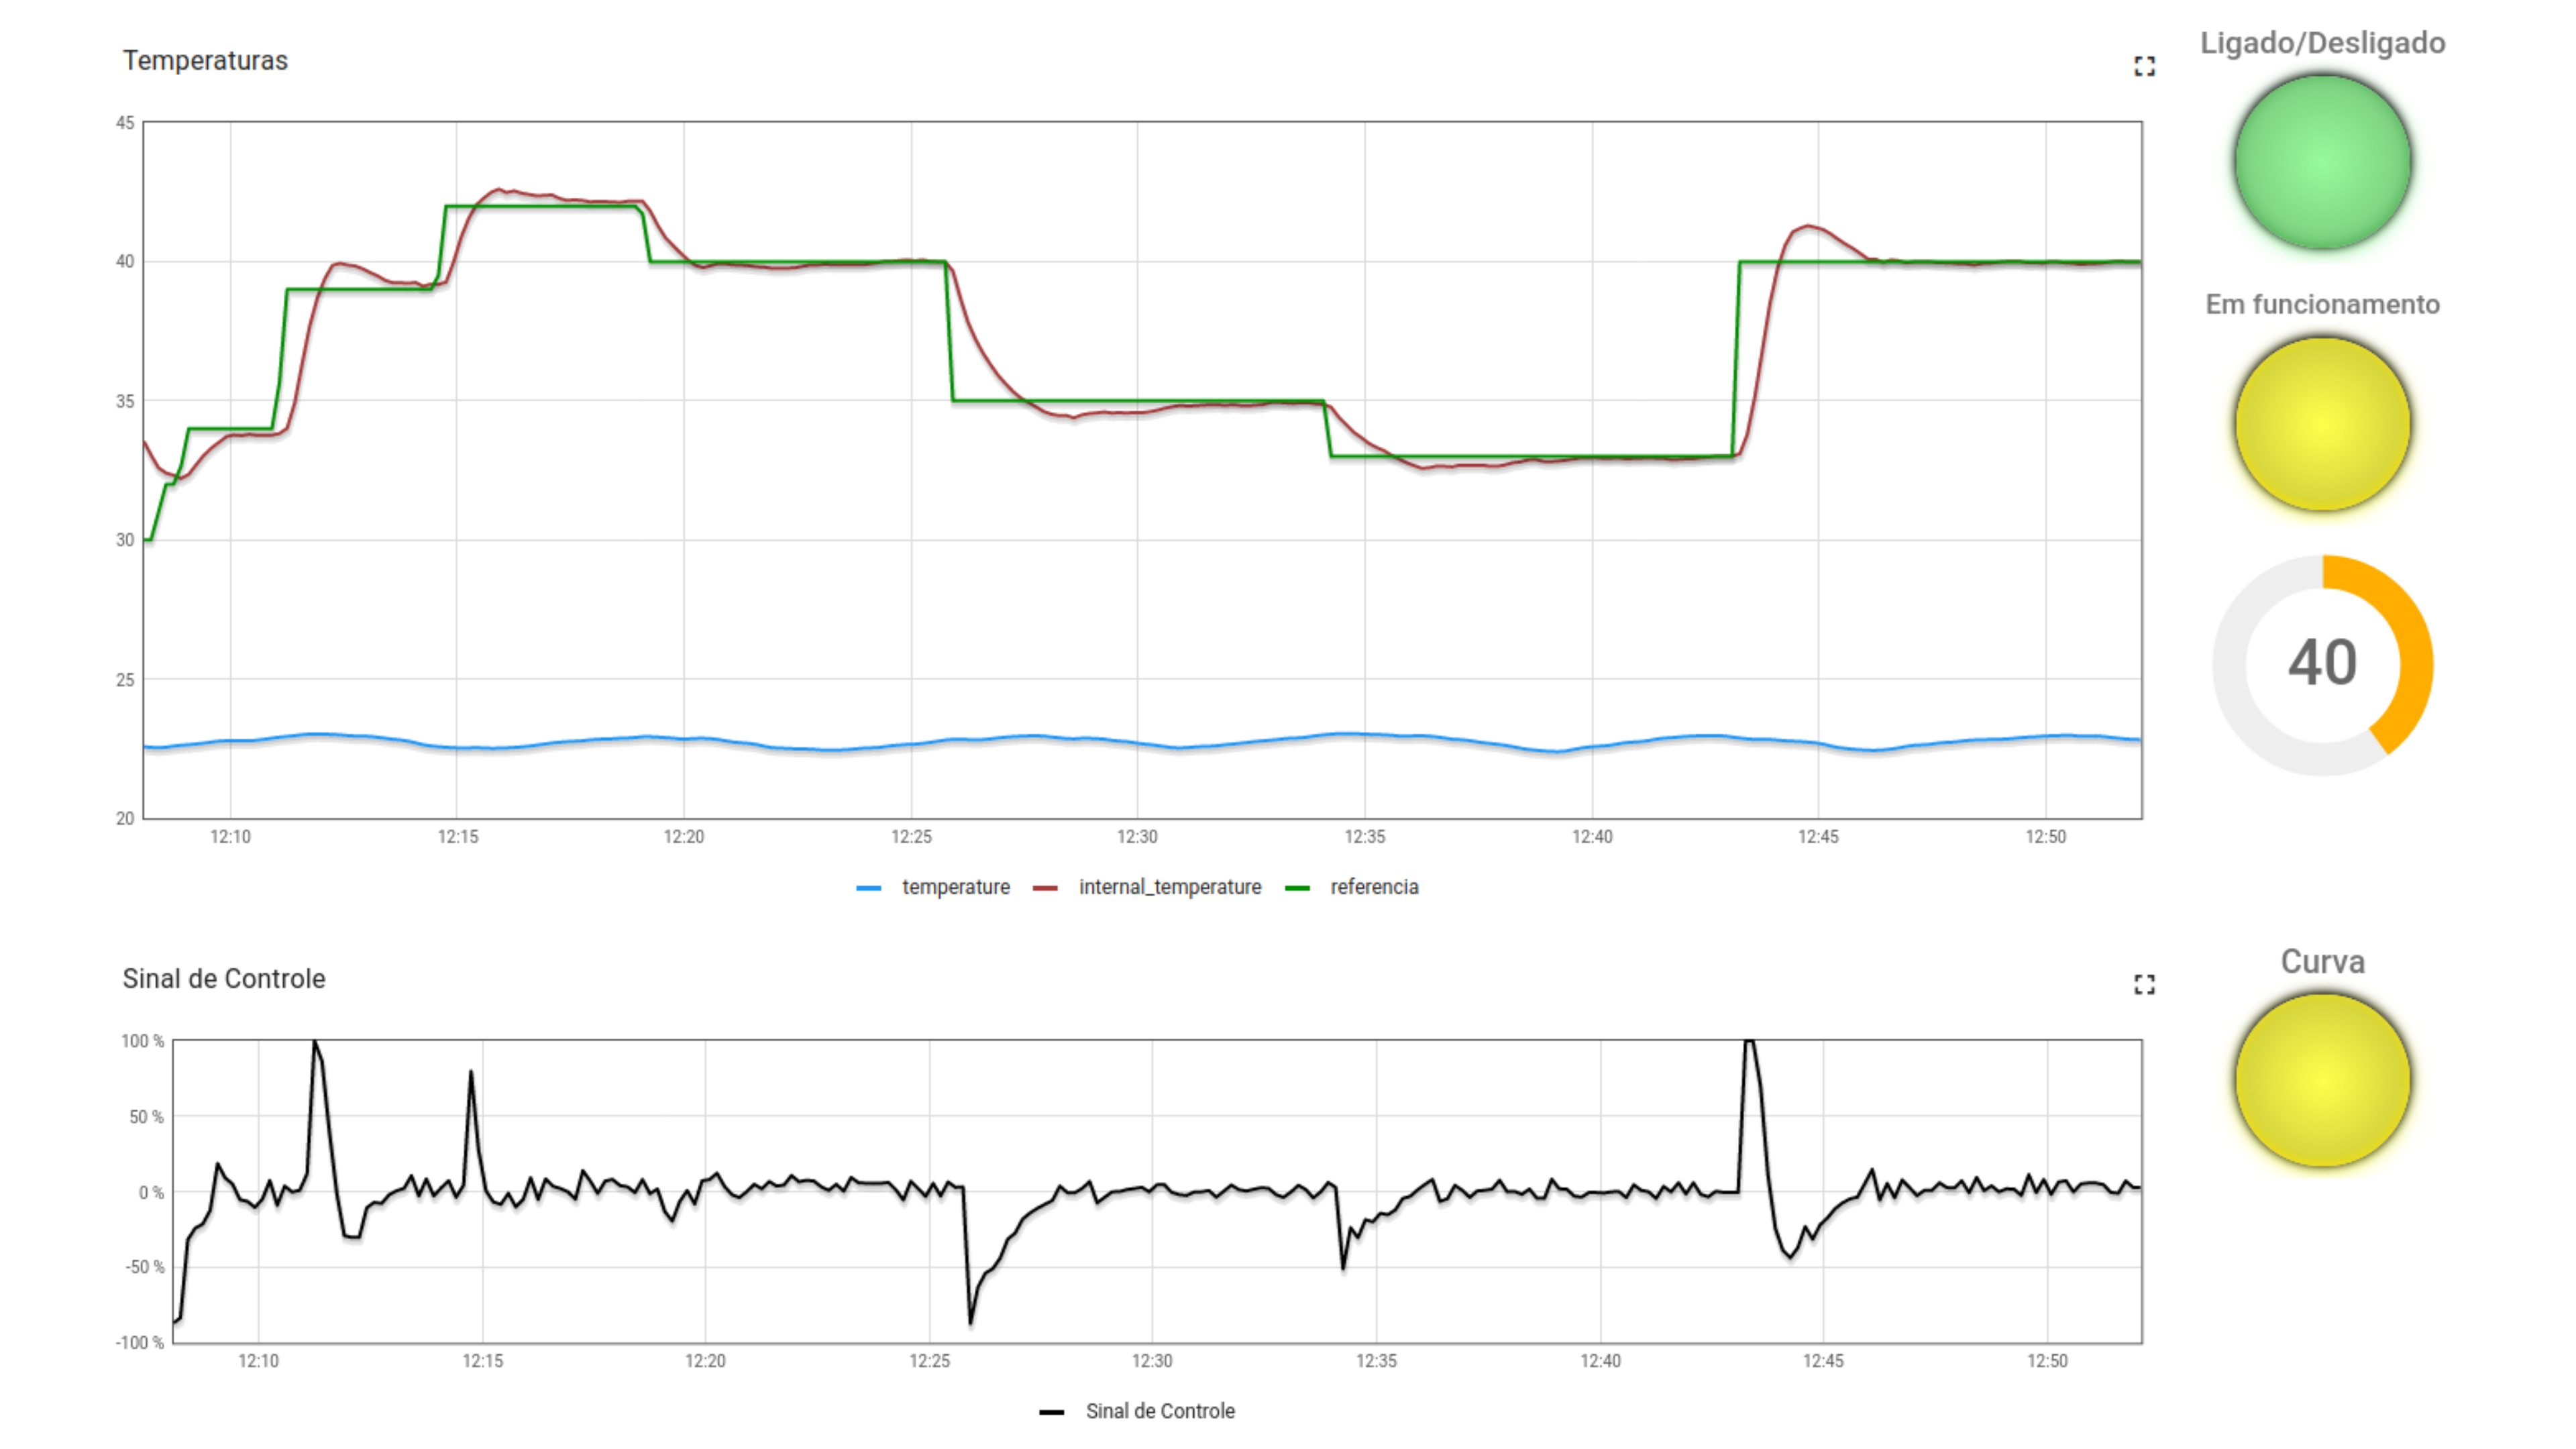 Temperaturas
45
40
35
30
25
20
12:10 12:15 12:20 12:25 12:30 12:35 12:40 12:45 12:50
temperature internal_temperature referencia
Ligado/Desligado
Em funcionamento
40
Sinal de Controle
100 %
50 %
0 %
-50 %
-100 %
12:10 12:15 12:20 12:25 12:30 12:35 12:40 12:45 12:50
Sinal de Controle
Curva